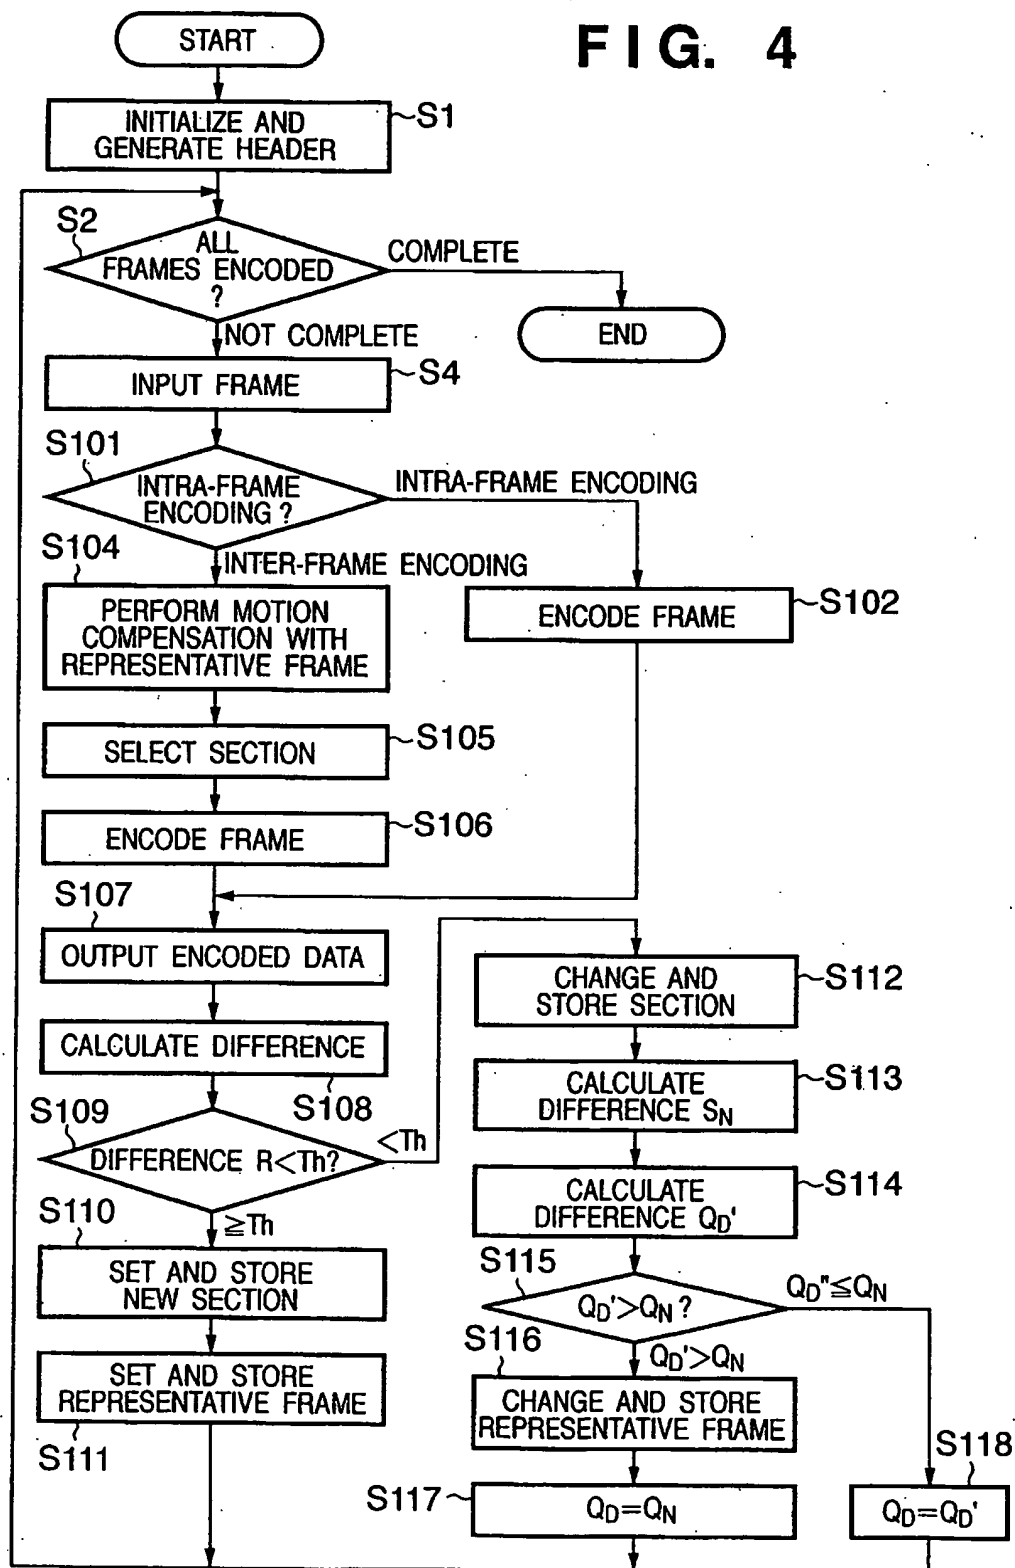 FIG. 4
START
INITIALIZE AND
GENERATE HEADER
S1
S2
ALL
FRAMES ENCODED
?
COMPLETE
END
NOT COMPLETE
INPUT FRAME
S4
S101
INTRA-FRAME
ENCODING ?
INTRA-FRAME ENCODING
INTER-FRAME ENCODING
S104
PERFORM MOTION
COMPENSATION WITH
REPRESENTATIVE FRAME
ENCODE FRAME
S102
SELECT SECTION
S105
ENCODE FRAME
S106
S107
OUTPUT ENCODED DATA
CALCULATE DIFFERENCE
S108
S109
DIFFERENCE R<Th?
<Th
≧Th
S110
SET AND STORE
NEW SECTION
SET AND STORE
REPRESENTATIVE FRAME
S111
CHANGE AND
STORE SECTION
S112
CALCULATE
DIFFERENCE SN
S113
CALCULATE
DIFFERENCE QD'
S114
S115
QD'>QN ?
QD"≦QN
QD'>QN
S116
CHANGE AND STORE
REPRESENTATIVE FRAME
S117
QD=QN
S118
QD=QD'